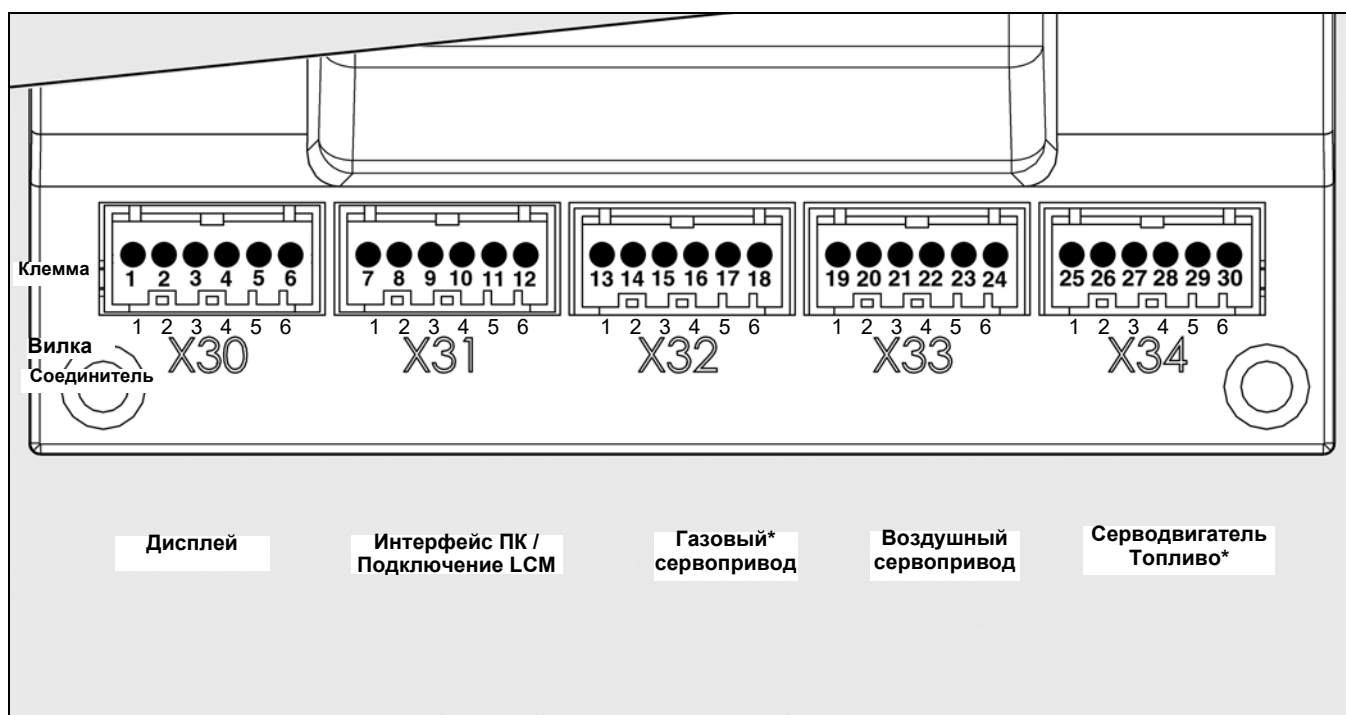 Клемма
1 2 3 4 5 6
7 8 9 10 11 12
13 14 15 16 17 18
19 20 21 22 23 24
25 26 27 28 29 30
1 2 3 4 5 6
1 2 3 4 5 6
1 2 3 4 5 6
1 2 3 4 5 6
1 2 3 4 5 6
Вилка
Соединитель
X30
X31
X32
X33
X34
Дисплей
Интерфейс ПК /
Подключение LCM
Газовый*
сервопривод
Воздушный
сервопривод
Серводвигатель
Топливо*